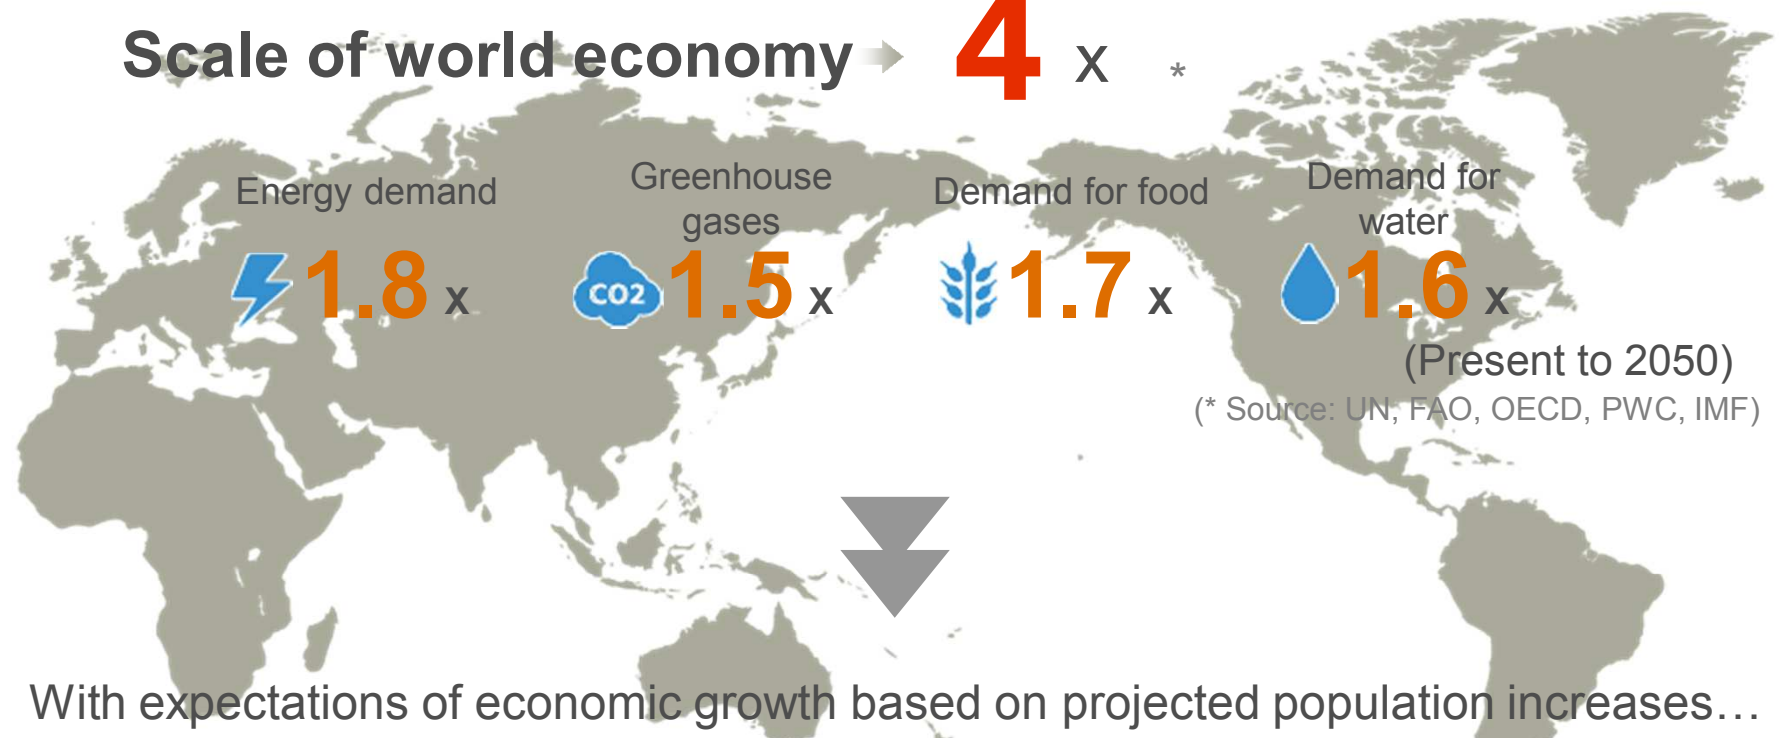 Scale of world economy 4 x *
Energy demand
Greenhouse
gases
Demand for food
Demand for
water
1.8 x
CO2 1.5 x
1.7 x
1.6 x
(Present to 2050)
(* Source: UN, FAO, OECD, PWC, IMF)
With expectations of economic growth based on projected population increases…